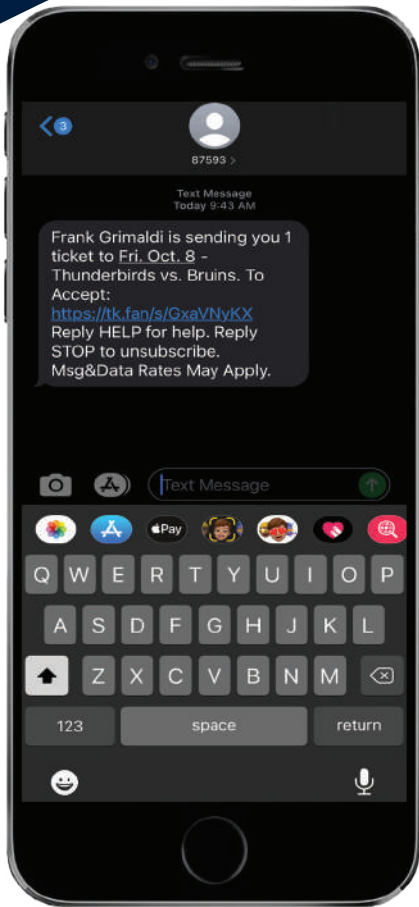 3
87593 >
Text Message
Today 9:43 AM
Frank Grimaldi is sending you 1
ticket to Fri. Oct. 8 -
Thunderbirds vs. Bruins. To
Accept:
https://tk.fan/s/GxaVNyKX
Reply HELP for help. Reply
STOP to unsubscribe.
Msg&Data Rates May Apply.
Text Message
Pay
Q W E R T Y U I O P
A S D F G H J K L
Z X C V B N M
123 space return